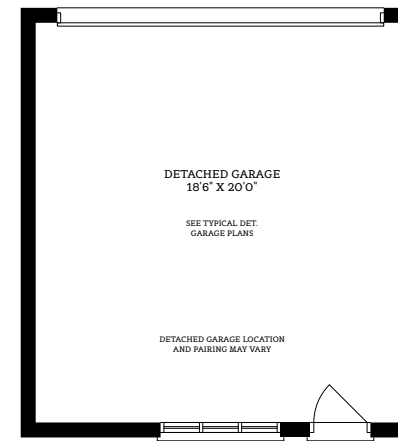 DETACHED GARAGE
18'6" X 20'0"
SEE TYPICAL DET.
GARAGE PLANS
DETACHED GARAGE LOCATION
AND PAIRING MAY VARY